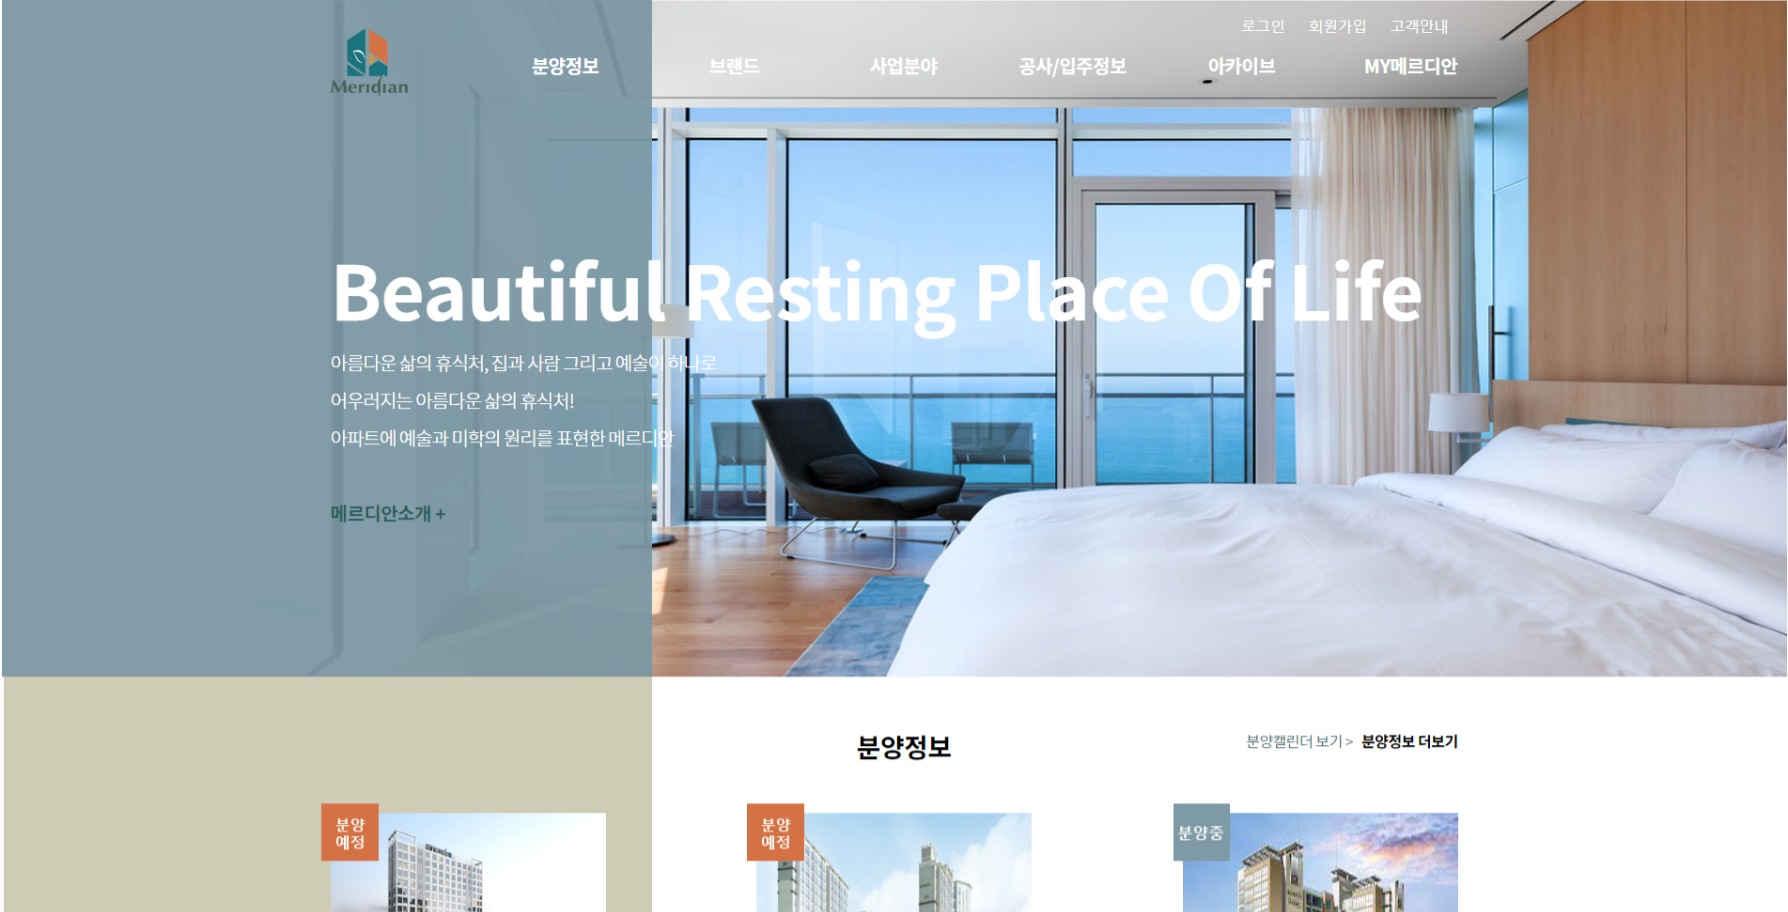 로그인 회원가입 고객안내
Meridian
분양정보 브랜드 사업분야 공사/입주정보 아카이브 MY메르디안
Beautiful Resting Place Of Life
아름다운 삶의 휴식처, 집과 사람 그리고 예술이 하나로
어우러지는 아름다운 삶의 휴식처!
아파트에 예술과 미학의 원리를 표현한 메르디안
메르디안소개 +
분양정보
분양캘린더 보기 > 분양정보 더보기
분양
예정
분양
예정
분양중